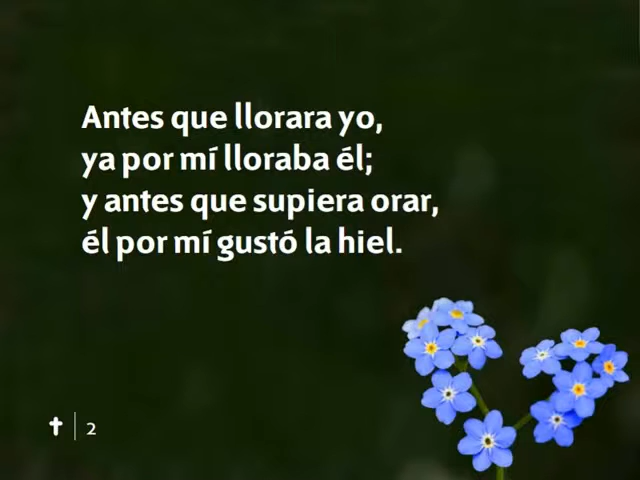 Antes que llorara yo,
ya por mí lloraba él;
y antes que supiera orar,
él por mí gustó la hiel.
2